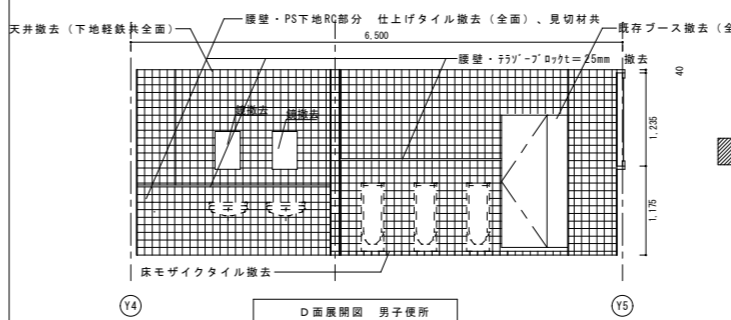 腰壁・PS下地RC部分 仕上げタイル撤去（全面）、見切材共
天井撤去（下地軽鉄共全面）
既存ブース撤去（全
6,500
腰壁・テラゾーブロックt＝25mm 撤去
40
鏡撤去
鏡撤去
1,235
1,175
床モザイクタイル撤去
Y4
D面展開図 男子便所
Y5